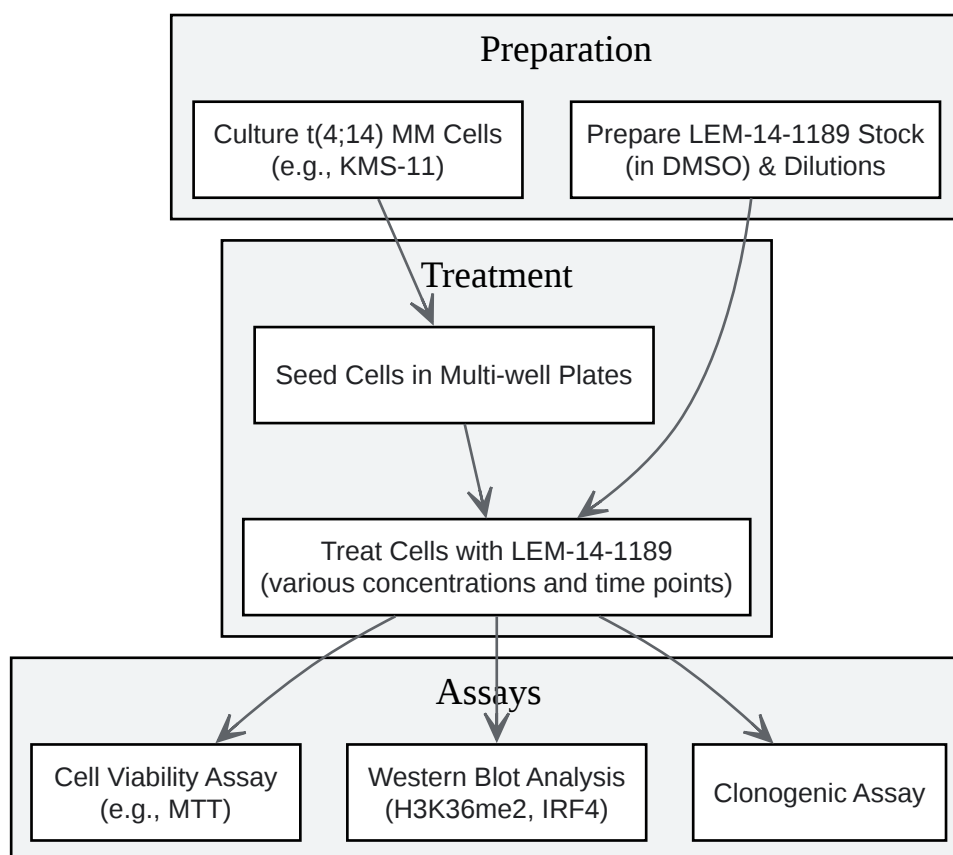 Preparation
Culture t(4;14) MM Cells
(e.g., KMS-11)
Prepare LEM-14-1189 Stock
(in DMSO) & Dilutions
Treatment
Seed Cells in Multi-well Plates
Treat Cells with LEM-14-1189
(various concentrations and time points)
Assays
Cell Viability Assay
(e.g., MTT)
Western Blot Analysis
(H3K36me2, IRF4)
Clonogenic Assay